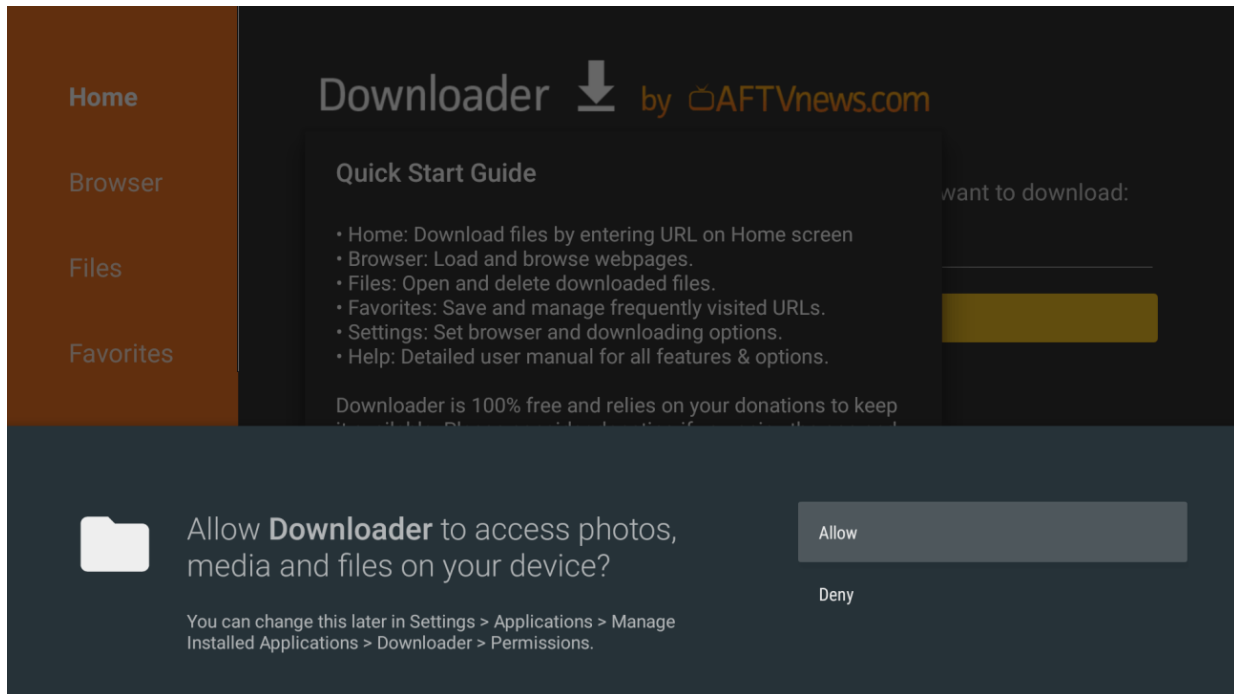 Home
Browser
Files
Favorites
Downloader by AFTVnews.com
Quick Start Guide
want to download:
• Home: Download files by entering URL on Home screen
• Browser: Load and browse webpages.
• Files: Open and delete downloaded files.
• Favorites: Save and manage frequently visited URLs.
• Settings: Set browser and downloading options.
• Help: Detailed user manual for all features & options.
Downloader is 100% free and relies on your donations to keep
Allow Downloader to access photos,
media and files on your device?
You can change this later in Settings > Applications > Manage
Installed Applications > Downloader > Permissions.
Allow
Deny